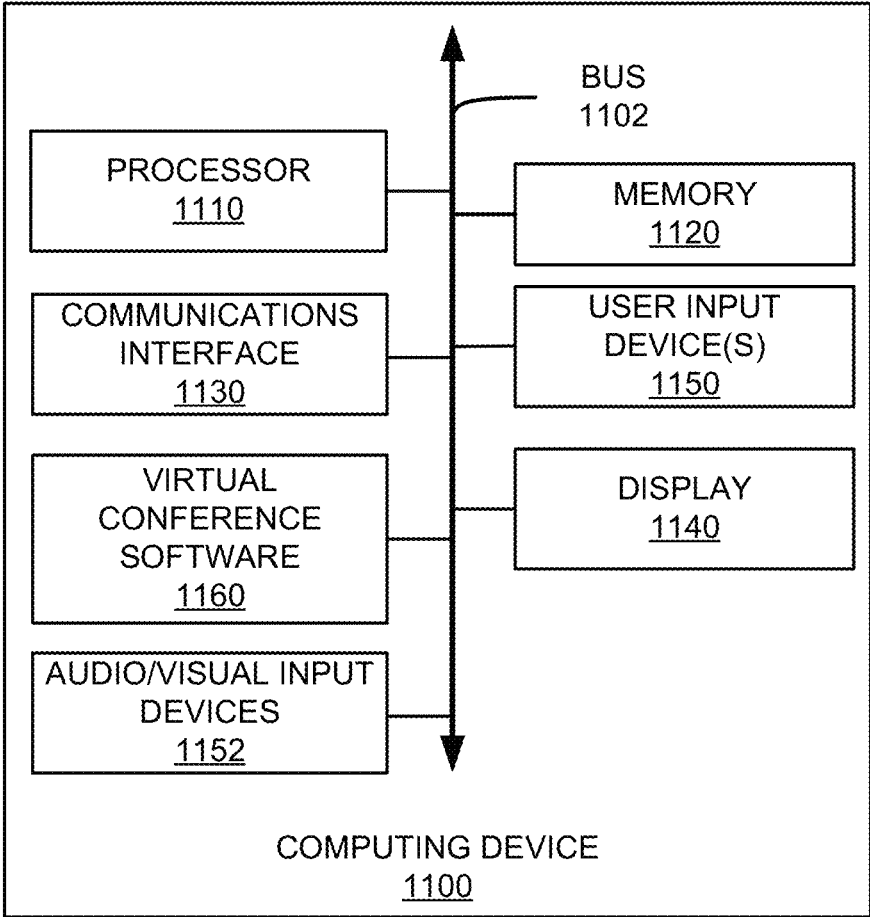 BUS
1102
PROCESSOR
1110
MEMORY
1120
COMMUNICATIONS
INTERFACE
1130
USER INPUT
DEVICE(S)
1150
VIRTUAL
CONFERENCE
SOFTWARE
1160
DISPLAY
1140
AUDIO/VISUAL INPUT
DEVICES
1152
COMPUTING DEVICE
1100